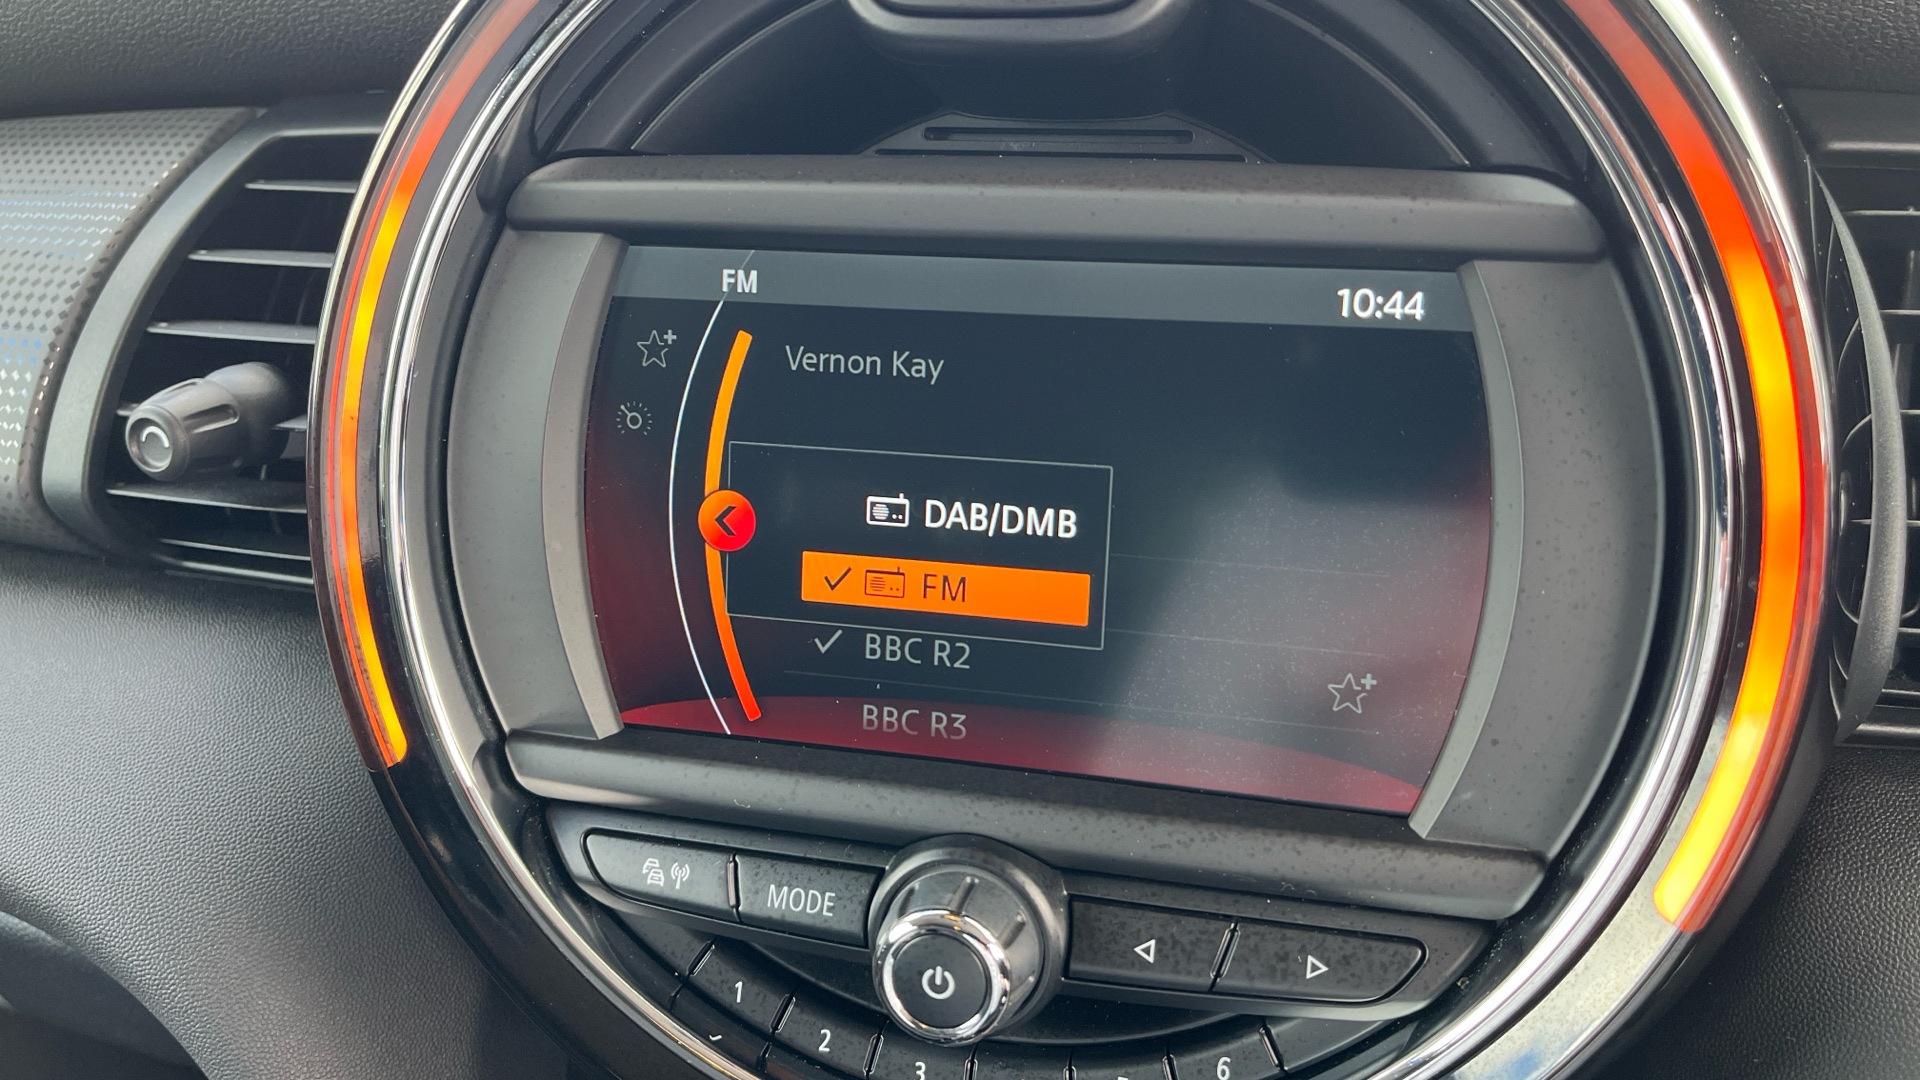 FM
10:44
Vernon Kay
DAB/DMB
FM
BBC R2
BBC R3
MODE
1
2
3
6